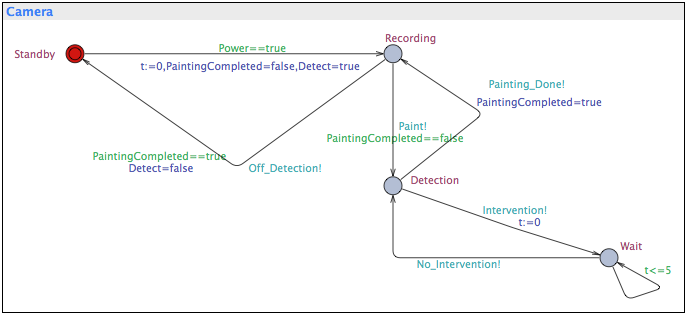 Camera
Recording
Standby
Power==true
t:=0,PaintingCompleted=false,Detect=true
Painting_Done!
PaintingCompleted=true
Paint!
PaintingCompleted==false
PaintingCompleted==true
Detect=false
Off_Detection!
Detection
Intervention!
t:=0
Wait
No_Intervention!
t<=5